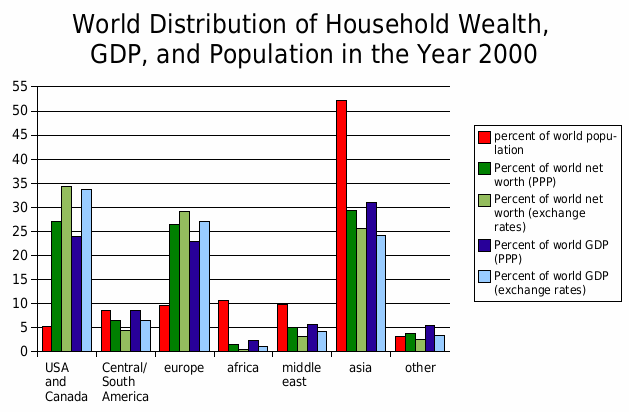 World Distribution of Household Wealth,
GDP, and Population in the Year 2000
55
50
45
40
35
30
25
20
15
10
5
0
USA
and
Canada
Central/
South
America
europe
africa
middle
east
asia
other
percent of world popu-
lation
Percent of world net
worth (PPP)
Percent of world net
worth (exchange
rates)
Percent of world GDP
(PPP)
Percent of world GDP
(exchange rates)